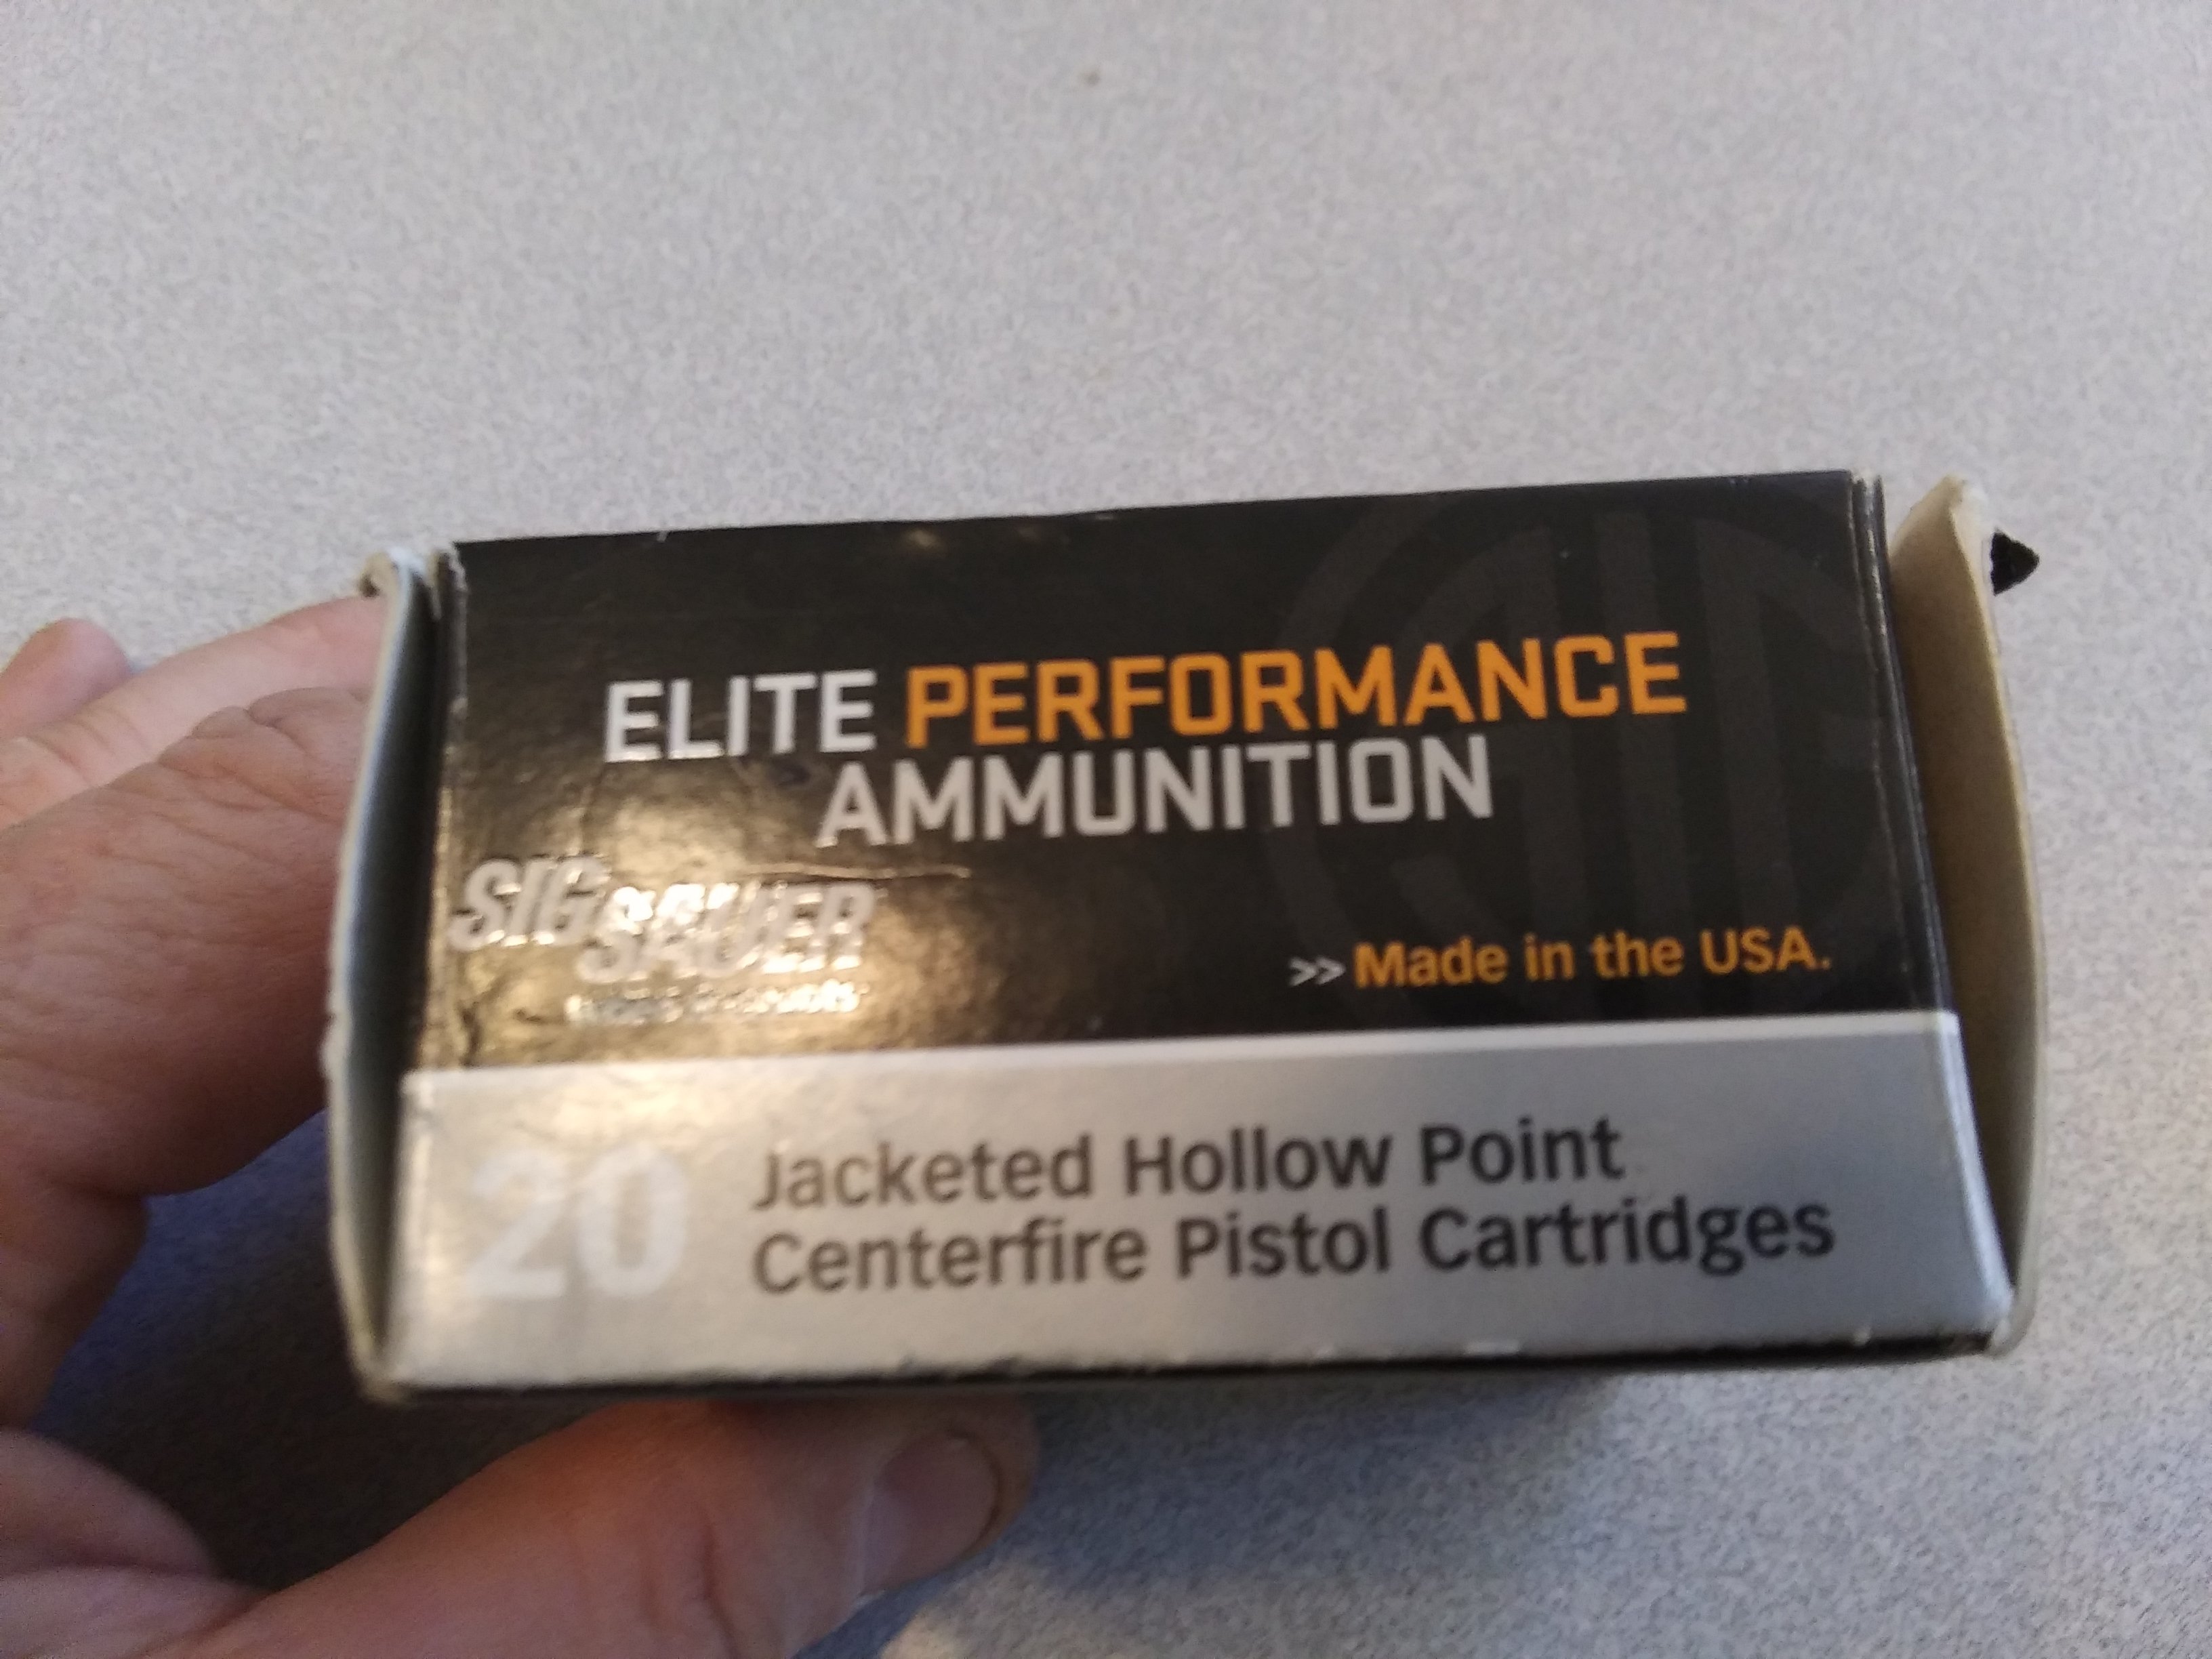 ELITE PERFORMANCE
AMMUNITION
SIG SAUER
>> Made in the USA.
20 Jacketed Hollow Point
Centerfire Pistol Cartridges